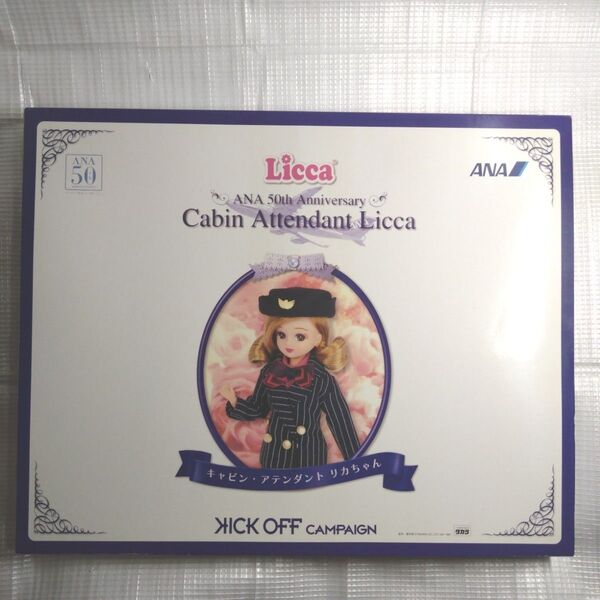 ANA
50
Licca
ANA
ANA 50th Anniversary
Cabin Attendant Licca
キャビン・アテンダント リカちゃん
KICK OFF CAMPAIGN
タカラ